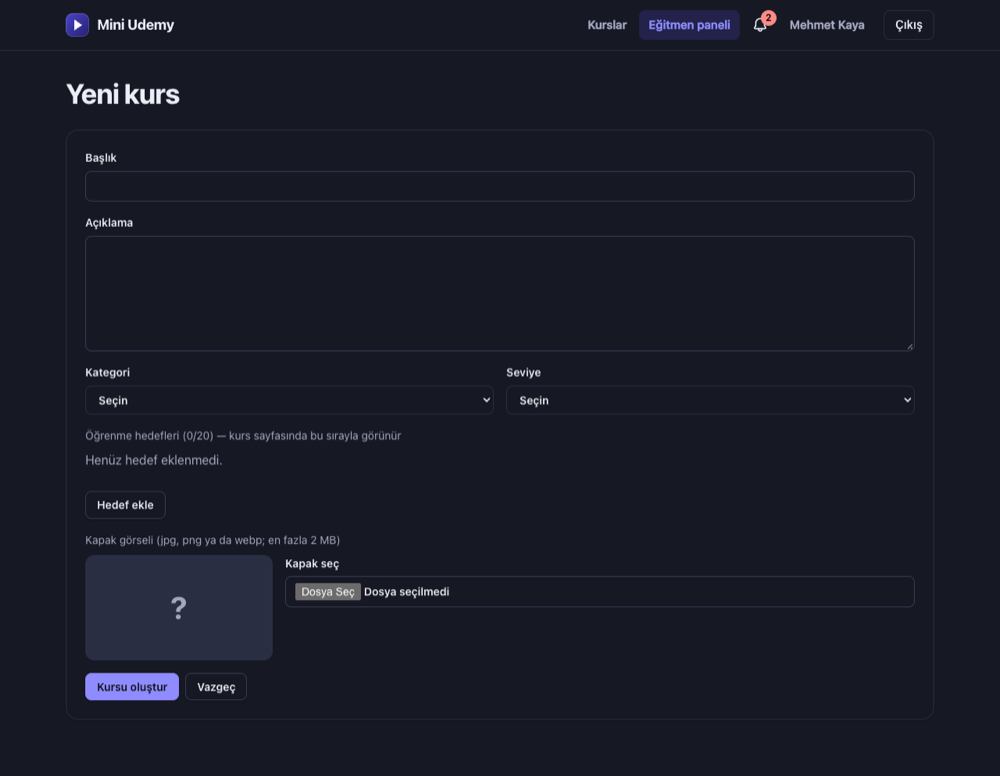 Mini Udemy
Kurslar
Eğitmen paneli
2
Mehmet Kaya
Çıkış
Yeni kurs
Başlık
Açıklama
Kategori
Seviye
Seçin
Seçin
Öğrenme hedefleri (0/20) — kurs sayfasında bu sırayla görünür
Henüz hedef eklenmedi.
Hedef ekle
Kapak görseli (jpg, png ya da webp; en fazla 2 MB)
?
Kapak seç
Dosya Seç Dosya seçilmedi
Kursu oluştur
Vazgeç